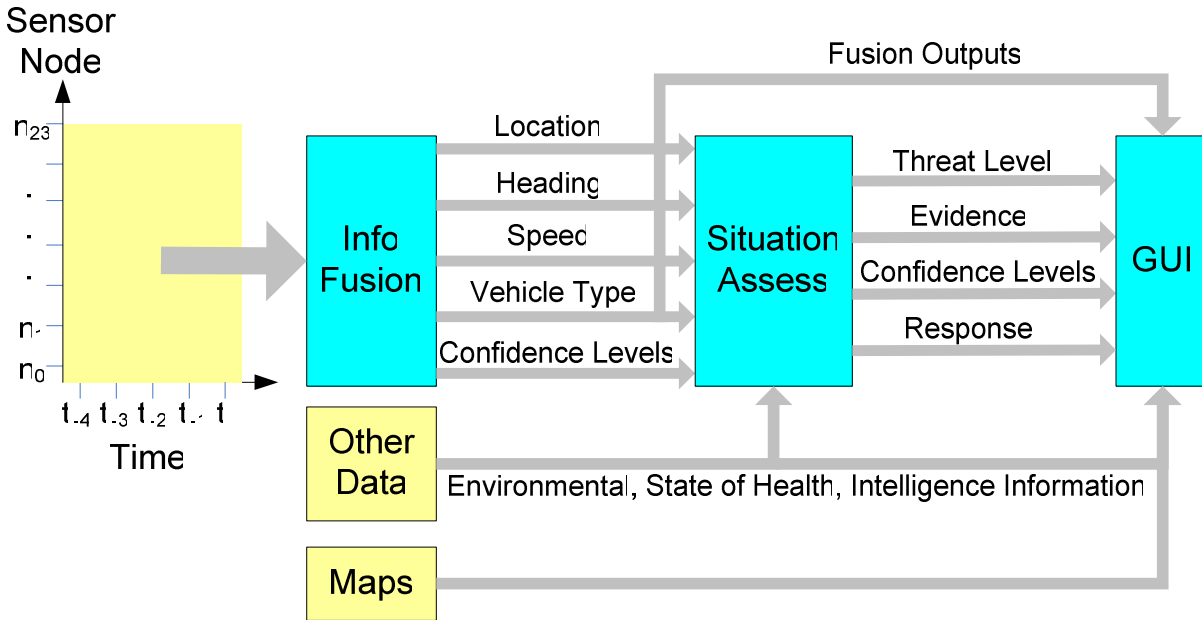 Sensor
Node
n23
n1
n0
t-4 t-3 t-2 t-1 t
Time
Info
Fusion
Location
Heading
Speed
Vehicle Type
Confidence Levels
Fusion Outputs
Situation
Assess
Threat Level
Evidence
Confidence Levels
Response
GUI
Other
Data
Environmental, State of Health, Intelligence Information
Maps